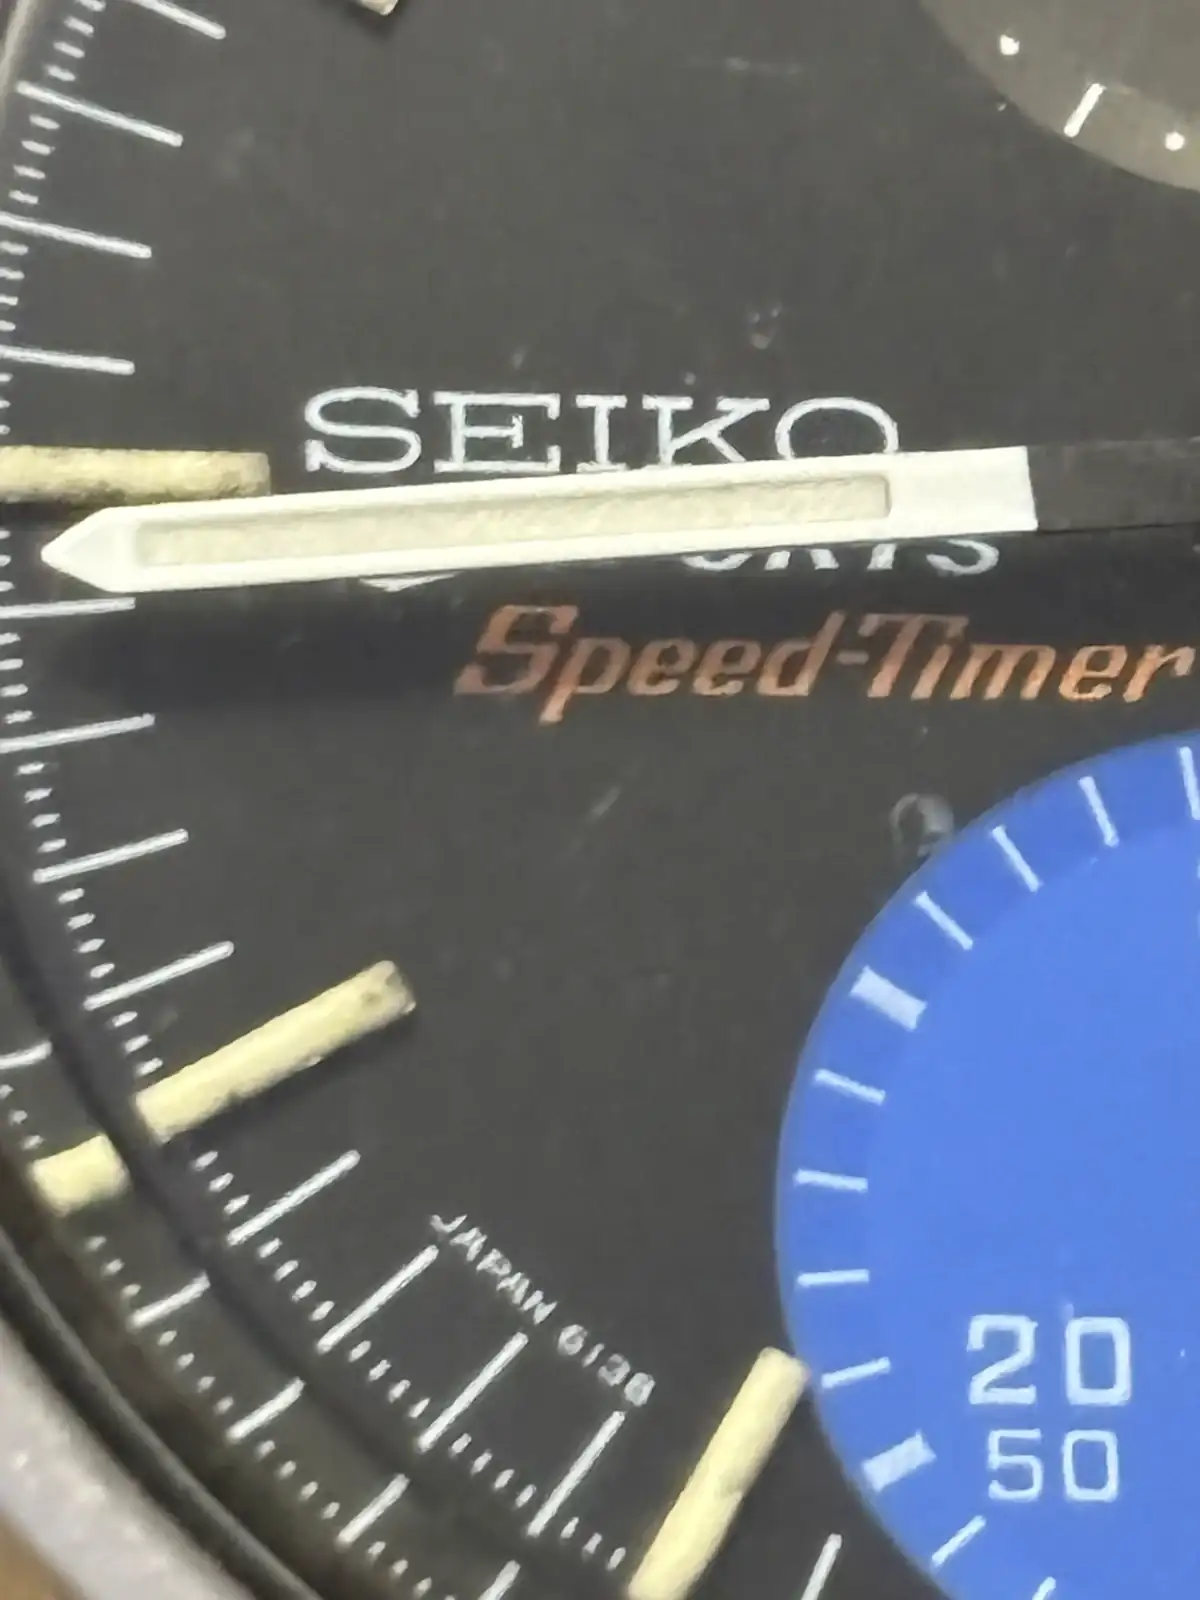 SEIKO
Speed-Timer
JAPAN 6138
20
50